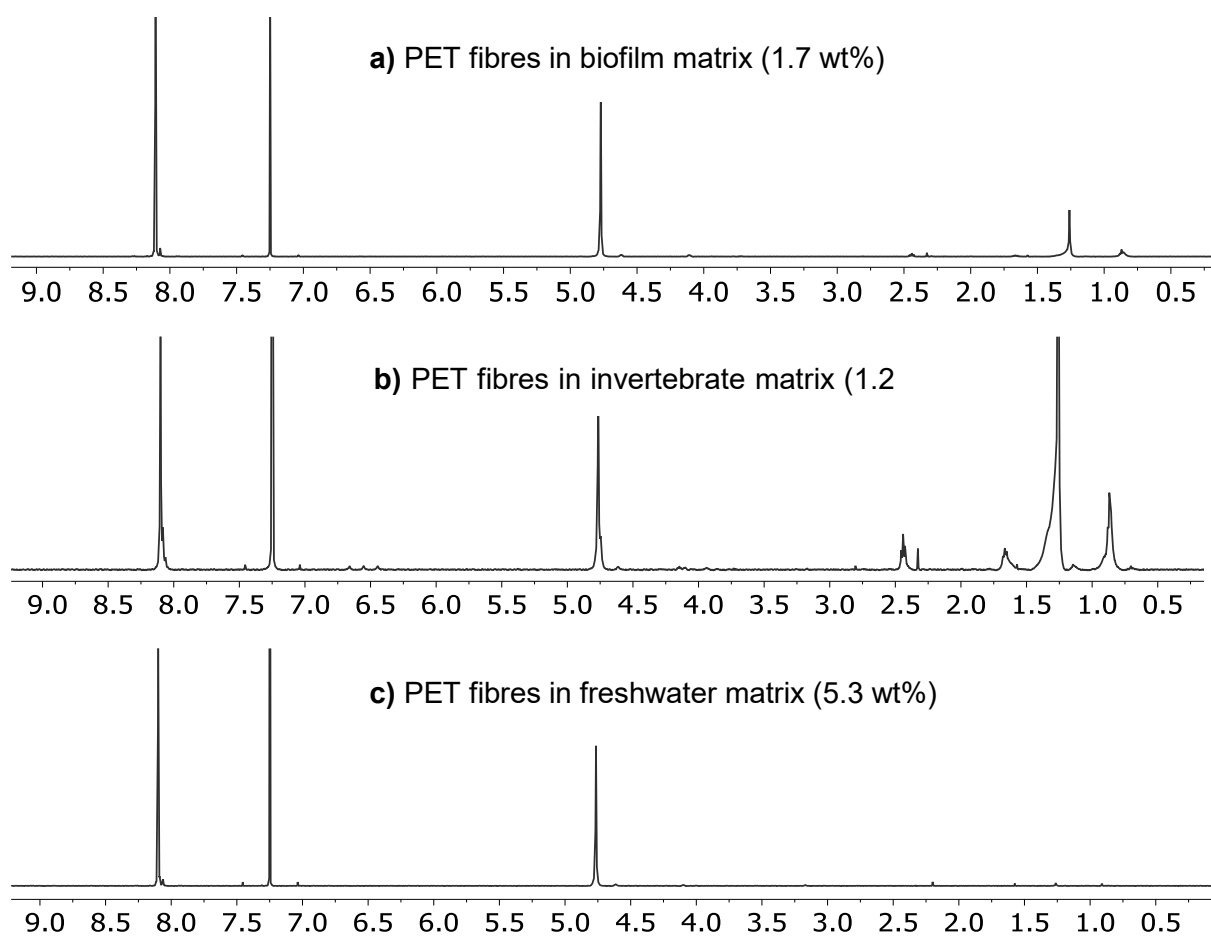 a) PET fibres in biofilm matrix (1.7 wt%)
9.0 8.5 8.0 7.5 7.0 6.5 6.0 5.5 5.0 4.5 4.0 3.5 3.0 2.5 2.0 1.5 1.0 0.5
b) PET fibres in invertebrate matrix (1.2
9.0 8.5 8.0 7.5 7.0 6.5 6.0 5.5 5.0 4.5 4.0 3.5 3.0 2.5 2.0 1.5 1.0 0.5
c) PET fibres in freshwater matrix (5.3 wt%)
9.0 8.5 8.0 7.5 7.0 6.5 6.0 5.5 5.0 4.5 4.0 3.5 3.0 2.5 2.0 1.5 1.0 0.5